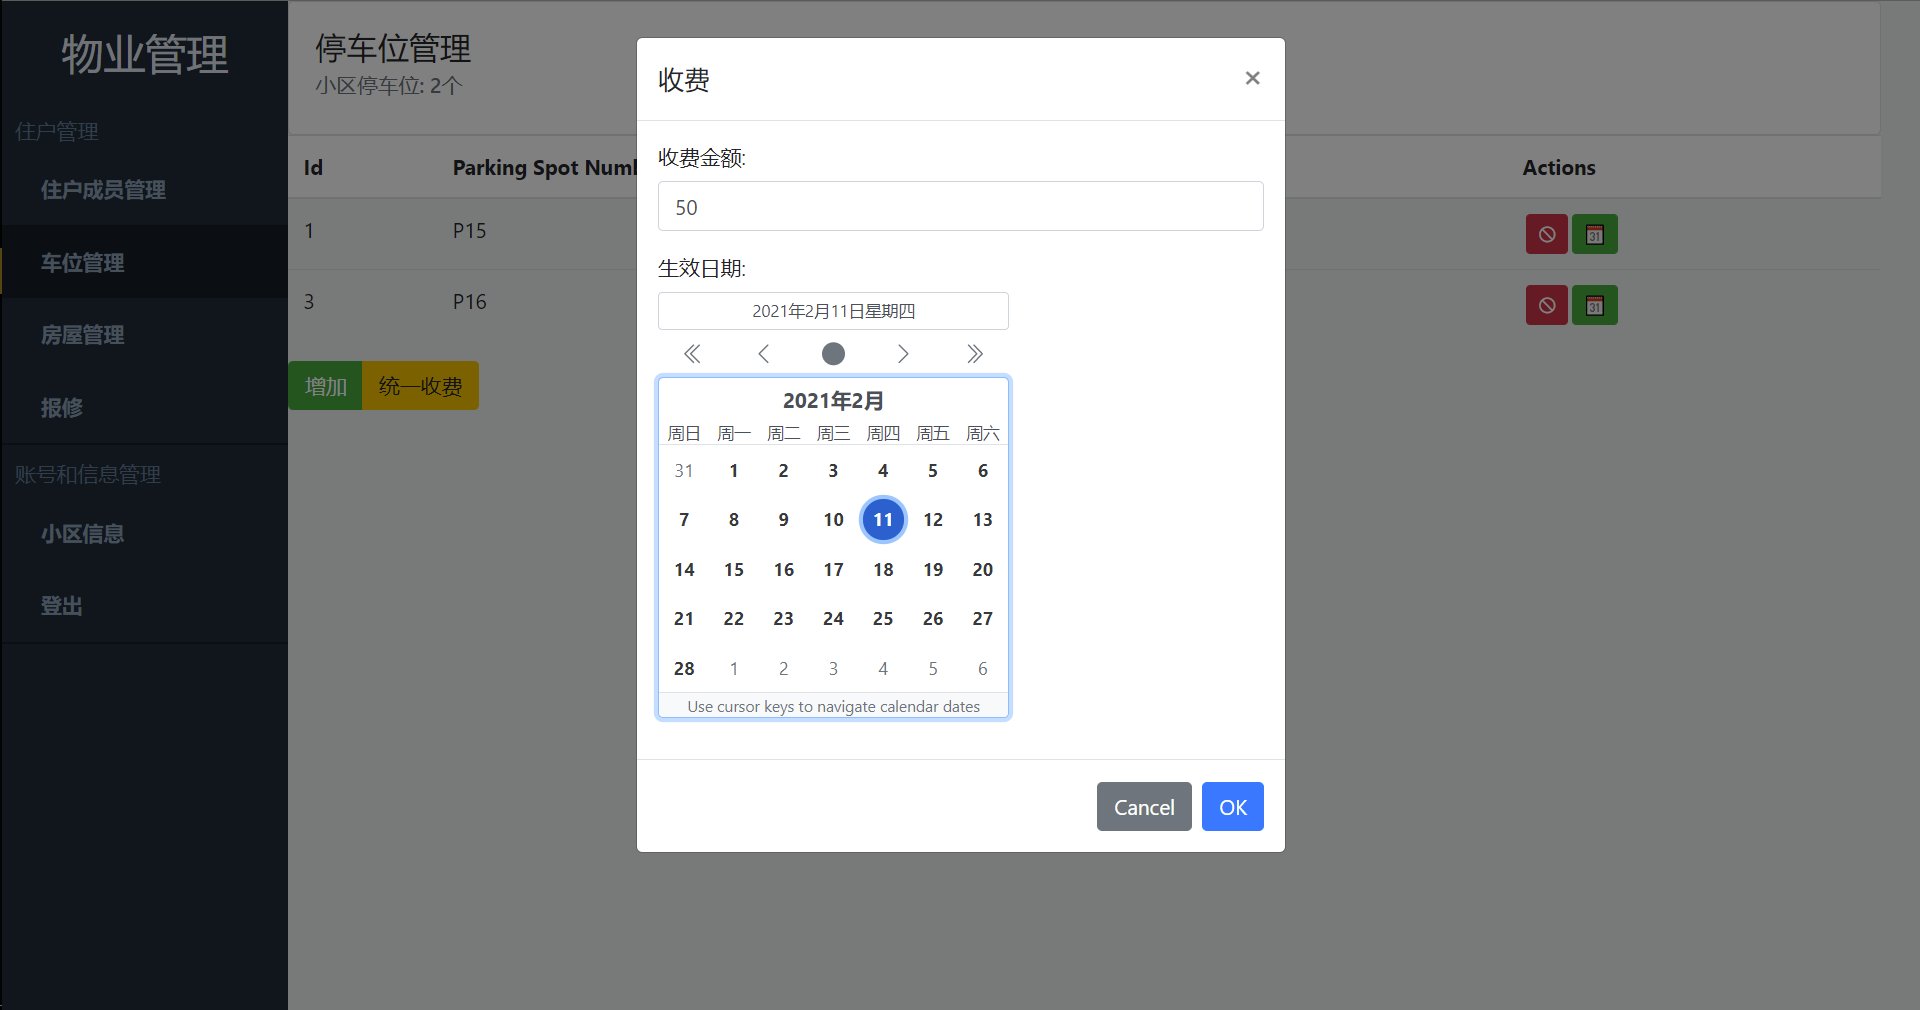 物业管理
住户管理
住户成员管理
车位管理
房屋管理
报修
账号和信息管理
小区信息
登出
停车位管理
小区停车位: 2个
Id Parking Spot Num Actions
1 P15 31
3 P16 31
增加 统一收费
收费 ×
收费金额:
50
生效日期:
2021年2月11日星期四
2021年2月
周日 周一 周二 周三 周四 周五 周六
31 1 2 3 4 5 6
7 8 9 10 11 12 13
14 15 16 17 18 19 20
21 22 23 24 25 26 27
28 1 2 3 4 5 6
Use cursor keys to navigate calendar dates
Cancel OK